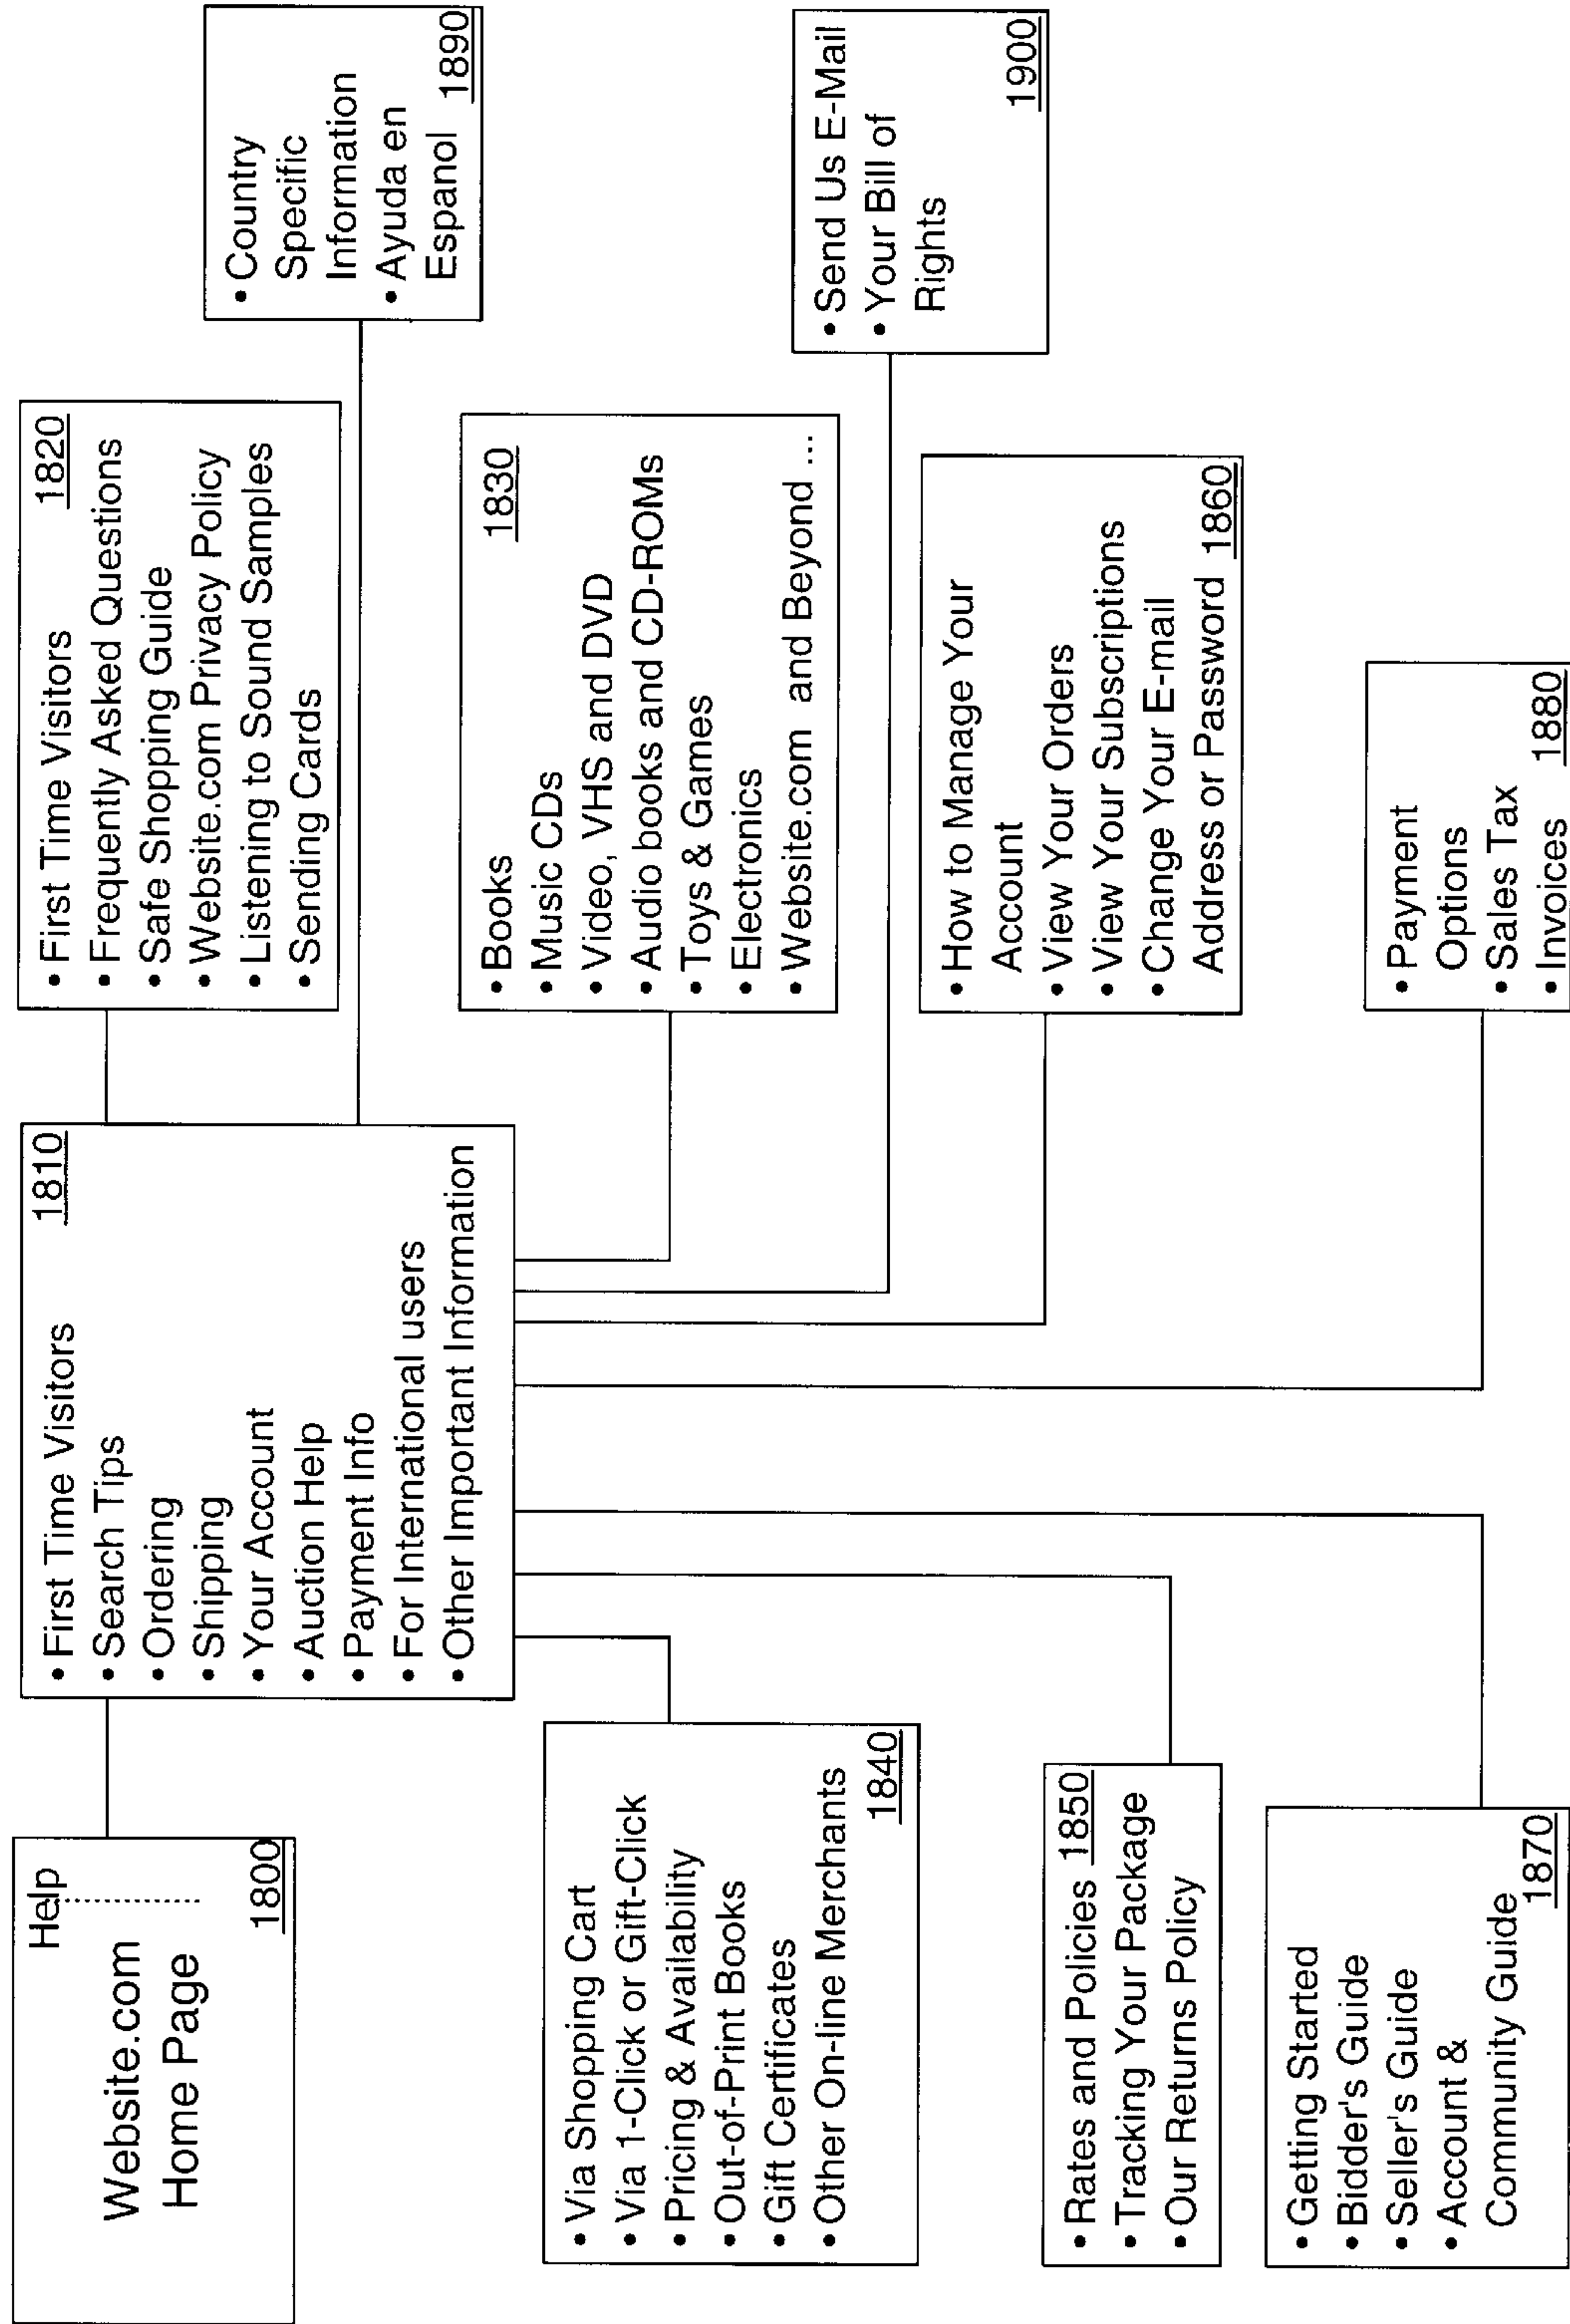 Help
Website.com
Home Page
1800
1810
• First Time Visitors
• Search Tips
• Ordering
• Shipping
• Your Account
• Auction Help
• Payment Info
• For International users
• Other Important Information
• First Time Visitors 1820
• Frequently Asked Questions
• Safe Shopping Guide
• Website.com Privacy Policy
• Listening to Sound Samples
• Sending Cards
• Country
Specific
Information
• Ayuda en
Espanol 1890
• Via Shopping Cart
• Via 1-Click or Gift-Click
• Pricing & Availability
• Out-of-Print Books
• Gift Certificates
• Other On-line Merchants
1840
• Books 1830
• Music CDs
• Video, VHS and DVD
• Audio books and CD-ROMs
• Toys & Games
• Electronics
• Website.com and Beyond ...
• Send Us E-Mail
• Your Bill of
Rights
1900
• Rates and Policies 1850
• Tracking Your Package
• Our Returns Policy
• How to Manage Your
Account
• View Your Orders
• View Your Subscriptions
• Change Your E-mail
Address or Password 1860
• Getting Started
• Bidder's Guide
• Seller's Guide
• Account &
Community Guide
1870
• Payment
Options
• Sales Tax
• Invoices 1880